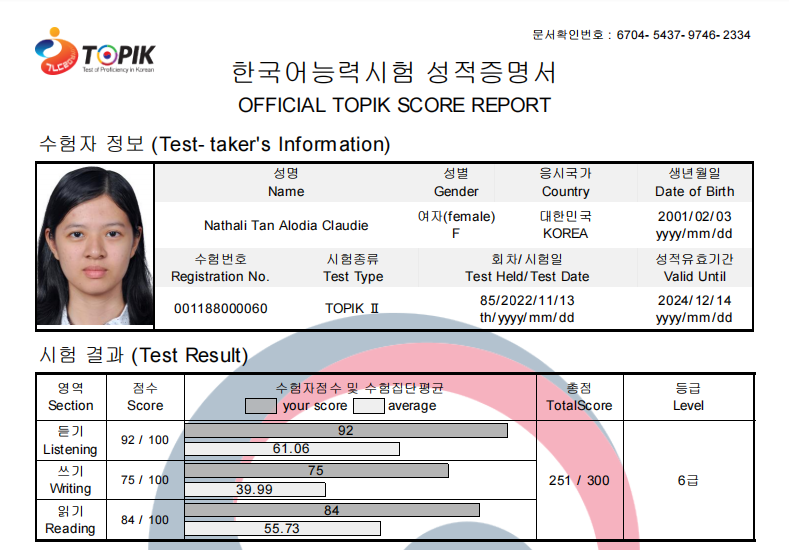 문서확인번호 : 6704- 5437- 9746- 2334
TOPIK
Test of Proficiency in Korean
한국어능력시험 성적증명서
OFFICIAL TOPIK SCORE REPORT
수험자 정보 (Test- taker's Information)
성명 성별 응시국가 생년월일
Name Gender Country Date of Birth
Nathali Tan Alodia Claudie 여자(female) 대한민국 2001/02/03
F KOREA yyyy/mm/dd
수험번호 시험종류 회차/시험일 성적유효기간
Registration No. Test Type Test Held/Test Date Valid Until
001188000060 TOPIK Ⅱ 85/2022/11/13 2024/12/14
th/yyyy/mm/dd yyyy/mm/dd
시험 결과 (Test Result)
영역 점수 수험자점수 및 수험집단평균 총점 등급
Section Score your score average TotalScore Level
듣기 92 / 100 92
Listening 61.06
쓰기 75 / 100 75 251 / 300 6급
Writing 39.99
읽기 84 / 100 84
Reading 55.73